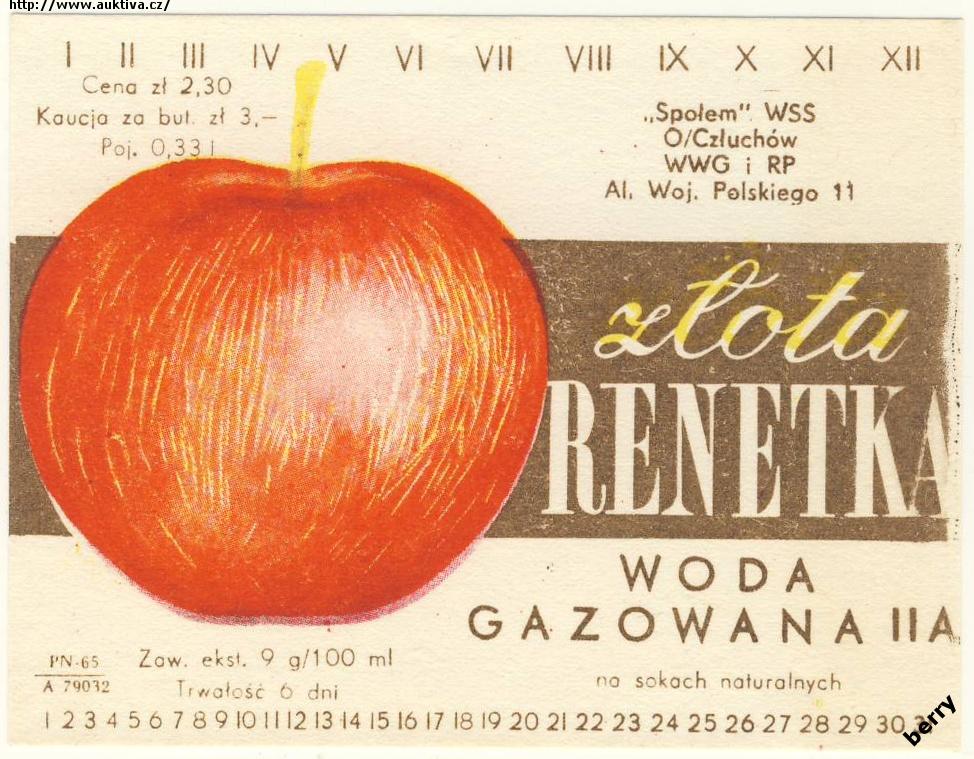 http://www.auktiva.cz/
I II III IV V VI VII VIII IX X XI XII
Cena zł 2,30
Kaucja za but. zł 3,—
Poj. 0,33 l
„Społem" WSS
O/Człuchów
WWG i RP
Al. Woj. Polskiego 11
złota
RENETKA
WODA
GAZOWANA IIA
na sokach naturalnych
PN-65
A 79032
Zaw. ekst. 9 g/100 ml
Trwałość 6 dni
1 2 3 4 5 6 7 8 9 10 11 12 13 14 15 16 17 18 19 20 21 22 23 24 25 26 27 28 29 30
berry